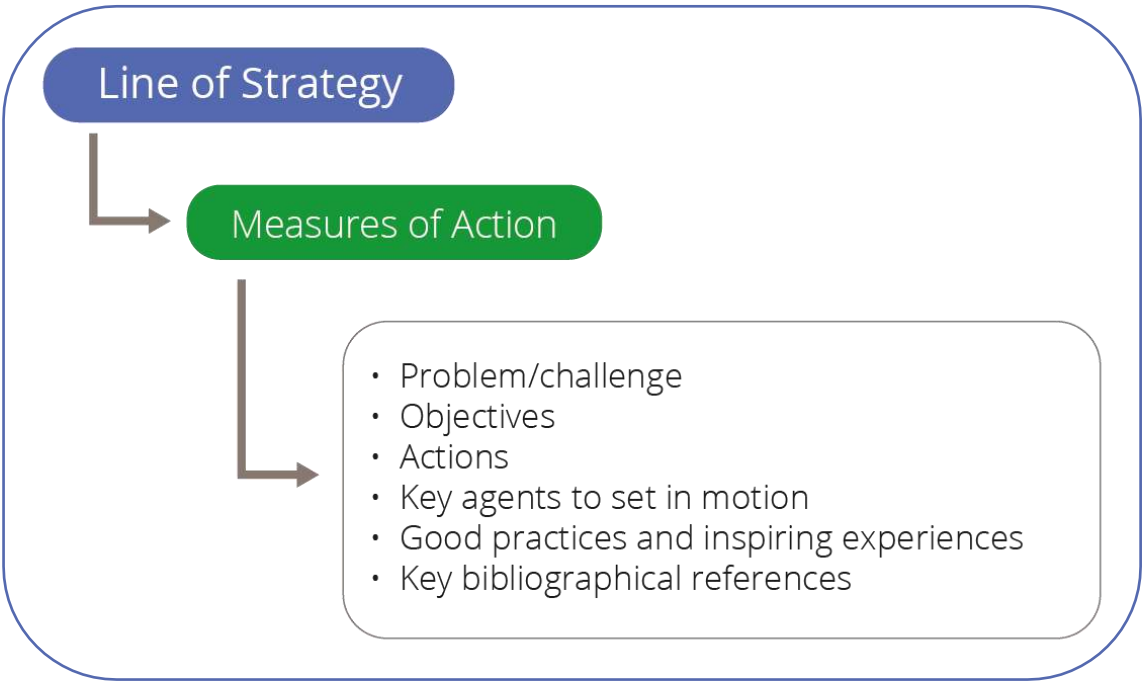 Line of Strategy
Measures of Action
• Problem/challenge
• Objectives
• Actions
• Key agents to set in motion
• Good practices and inspiring experiences
• Key bibliographical references